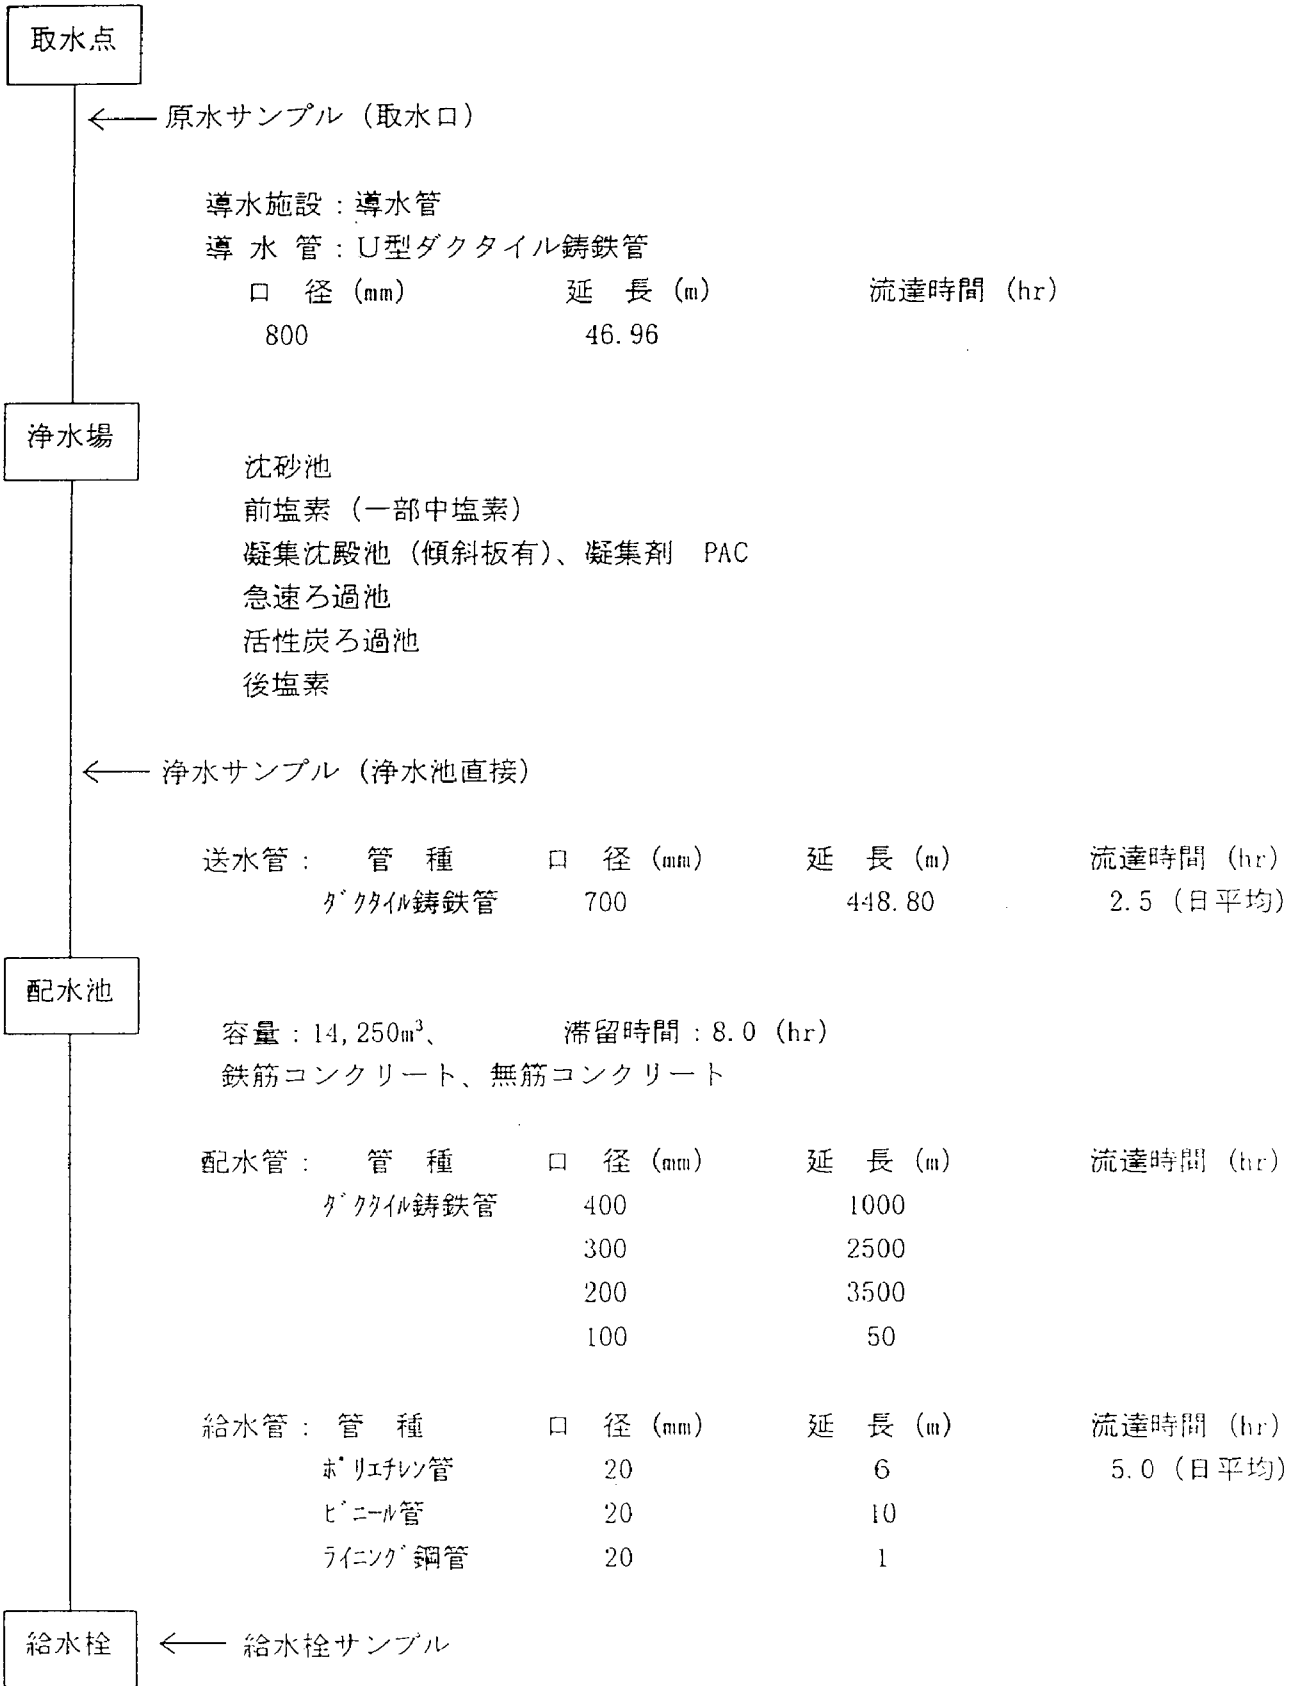 取水点
← 原水サンプル (取水口)
導水施設：導水管
導 水 管：U型ダクタイル鋳鉄管
口 径 (㎜) 延 長 (m) 流達時間 (hr)
800 46.96
浄水場
沈砂池
前塩素 (一部中塩素)
凝集沈殿池 (傾斜板有)、凝集剤 PAC
急速ろ過池
活性炭ろ過池
後塩素
← 浄水サンプル (浄水池直接)
送水管： 管 種 口 径 (㎜) 延 長 (m) 流達時間 (hr)
ﾀﾞｸﾀｲﾙ鋳鉄管 700 448.80 2.5 (日平均)
配水池
容量：14,250m³、 滞留時間：8.0 (hr)
鉄筋コンクリート、無筋コンクリート
配水管： 管 種 口 径 (㎜) 延 長 (m) 流達時間 (hr)
ﾀﾞｸﾀｲﾙ鋳鉄管 400 1000
300 2500
200 3500
100 50
給水管： 管 種 口 径 (㎜) 延 長 (m) 流達時間 (hr)
ﾎﾟﾘｴﾁﾚﾝ管 20 6 5.0 (日平均)
ﾋﾞﾆｰﾙ管 20 10
ﾗｲﾆﾝｸﾞ鋼管 20 1
給水栓 ← 給水栓サンプル